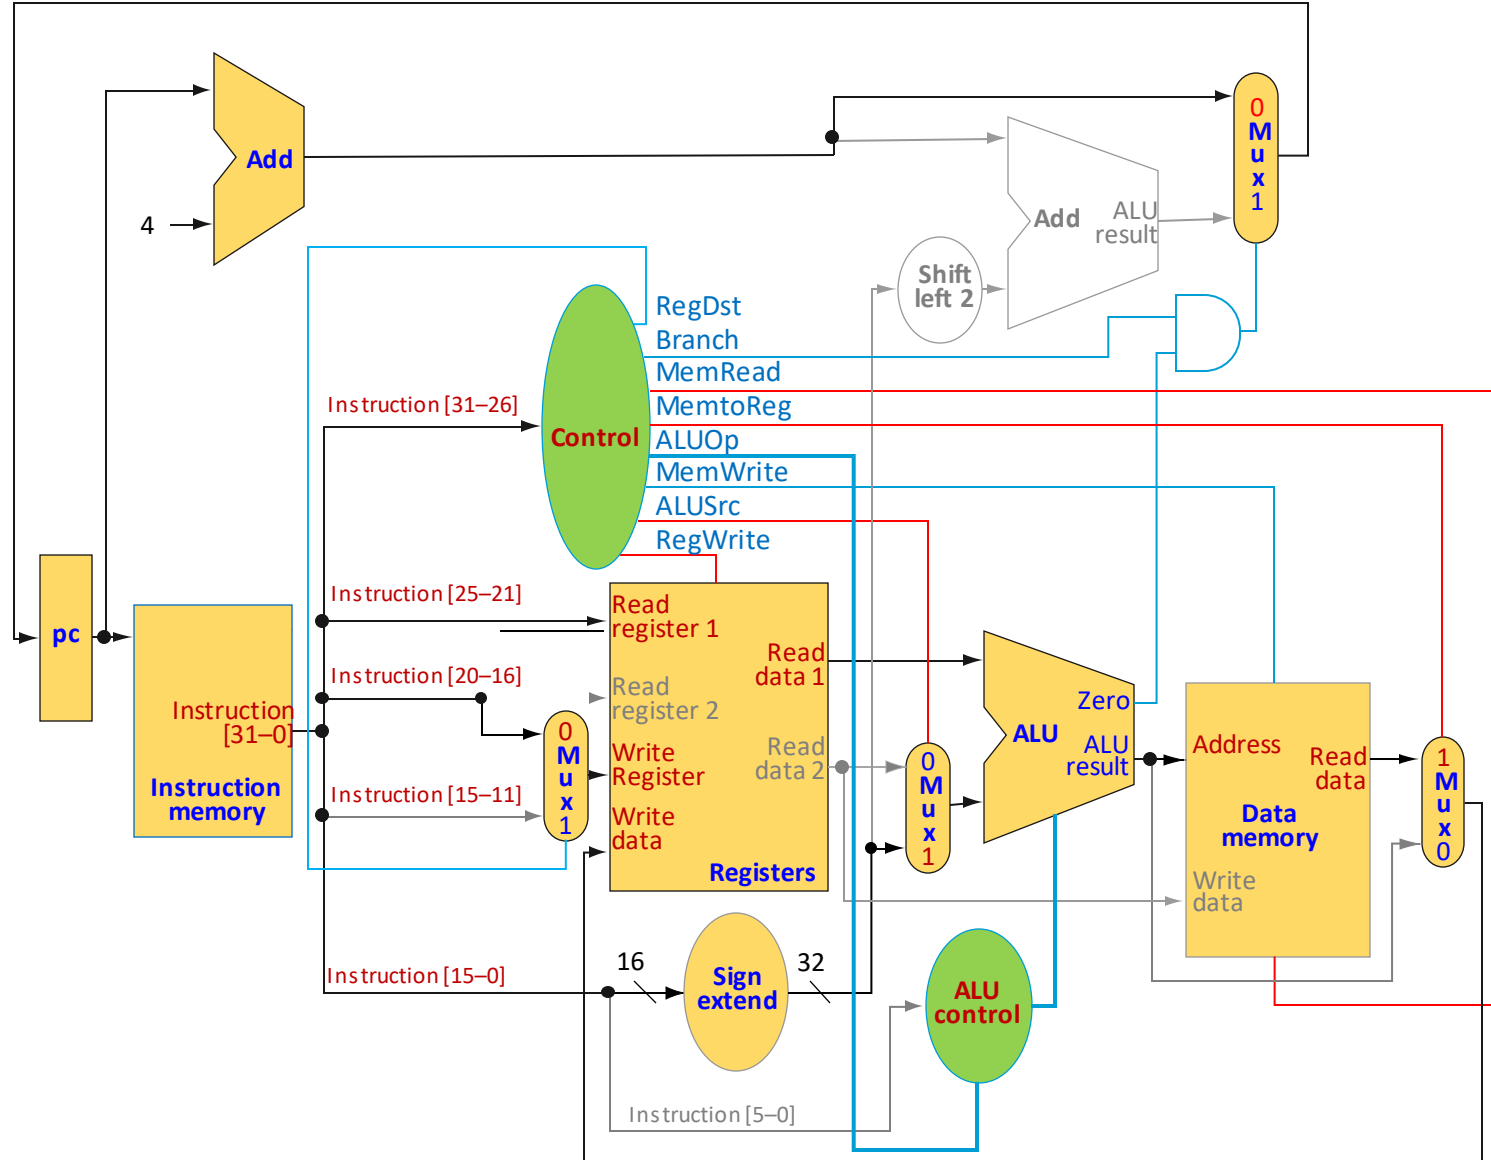 0
M
u
x
1
Add
4
Add
ALU
result
Shift
left 2
RegDst
Branch
MemRead
MemtoReg
ALUOp
MemWrite
ALUSrc
RegWrite
Instruction [31–26]
Control
Instruction [25–21]
Read
register 1
pc
Instruction [20–16]
Read
register 2
Read
data 1
Instruction
[31–0]
Instruction
memory
0
M
u
x
1
Write
Register
Read
data 2
Instruction [15–11]
Write
data
Registers
0
M
u
x
1
Zero
ALU
ALU
result
Address
Read
data
Data
memory
Write
data
1
M
u
x
0
Instruction [15–0]
16
Sign
extend
32
ALU
control
Instruction [5–0]